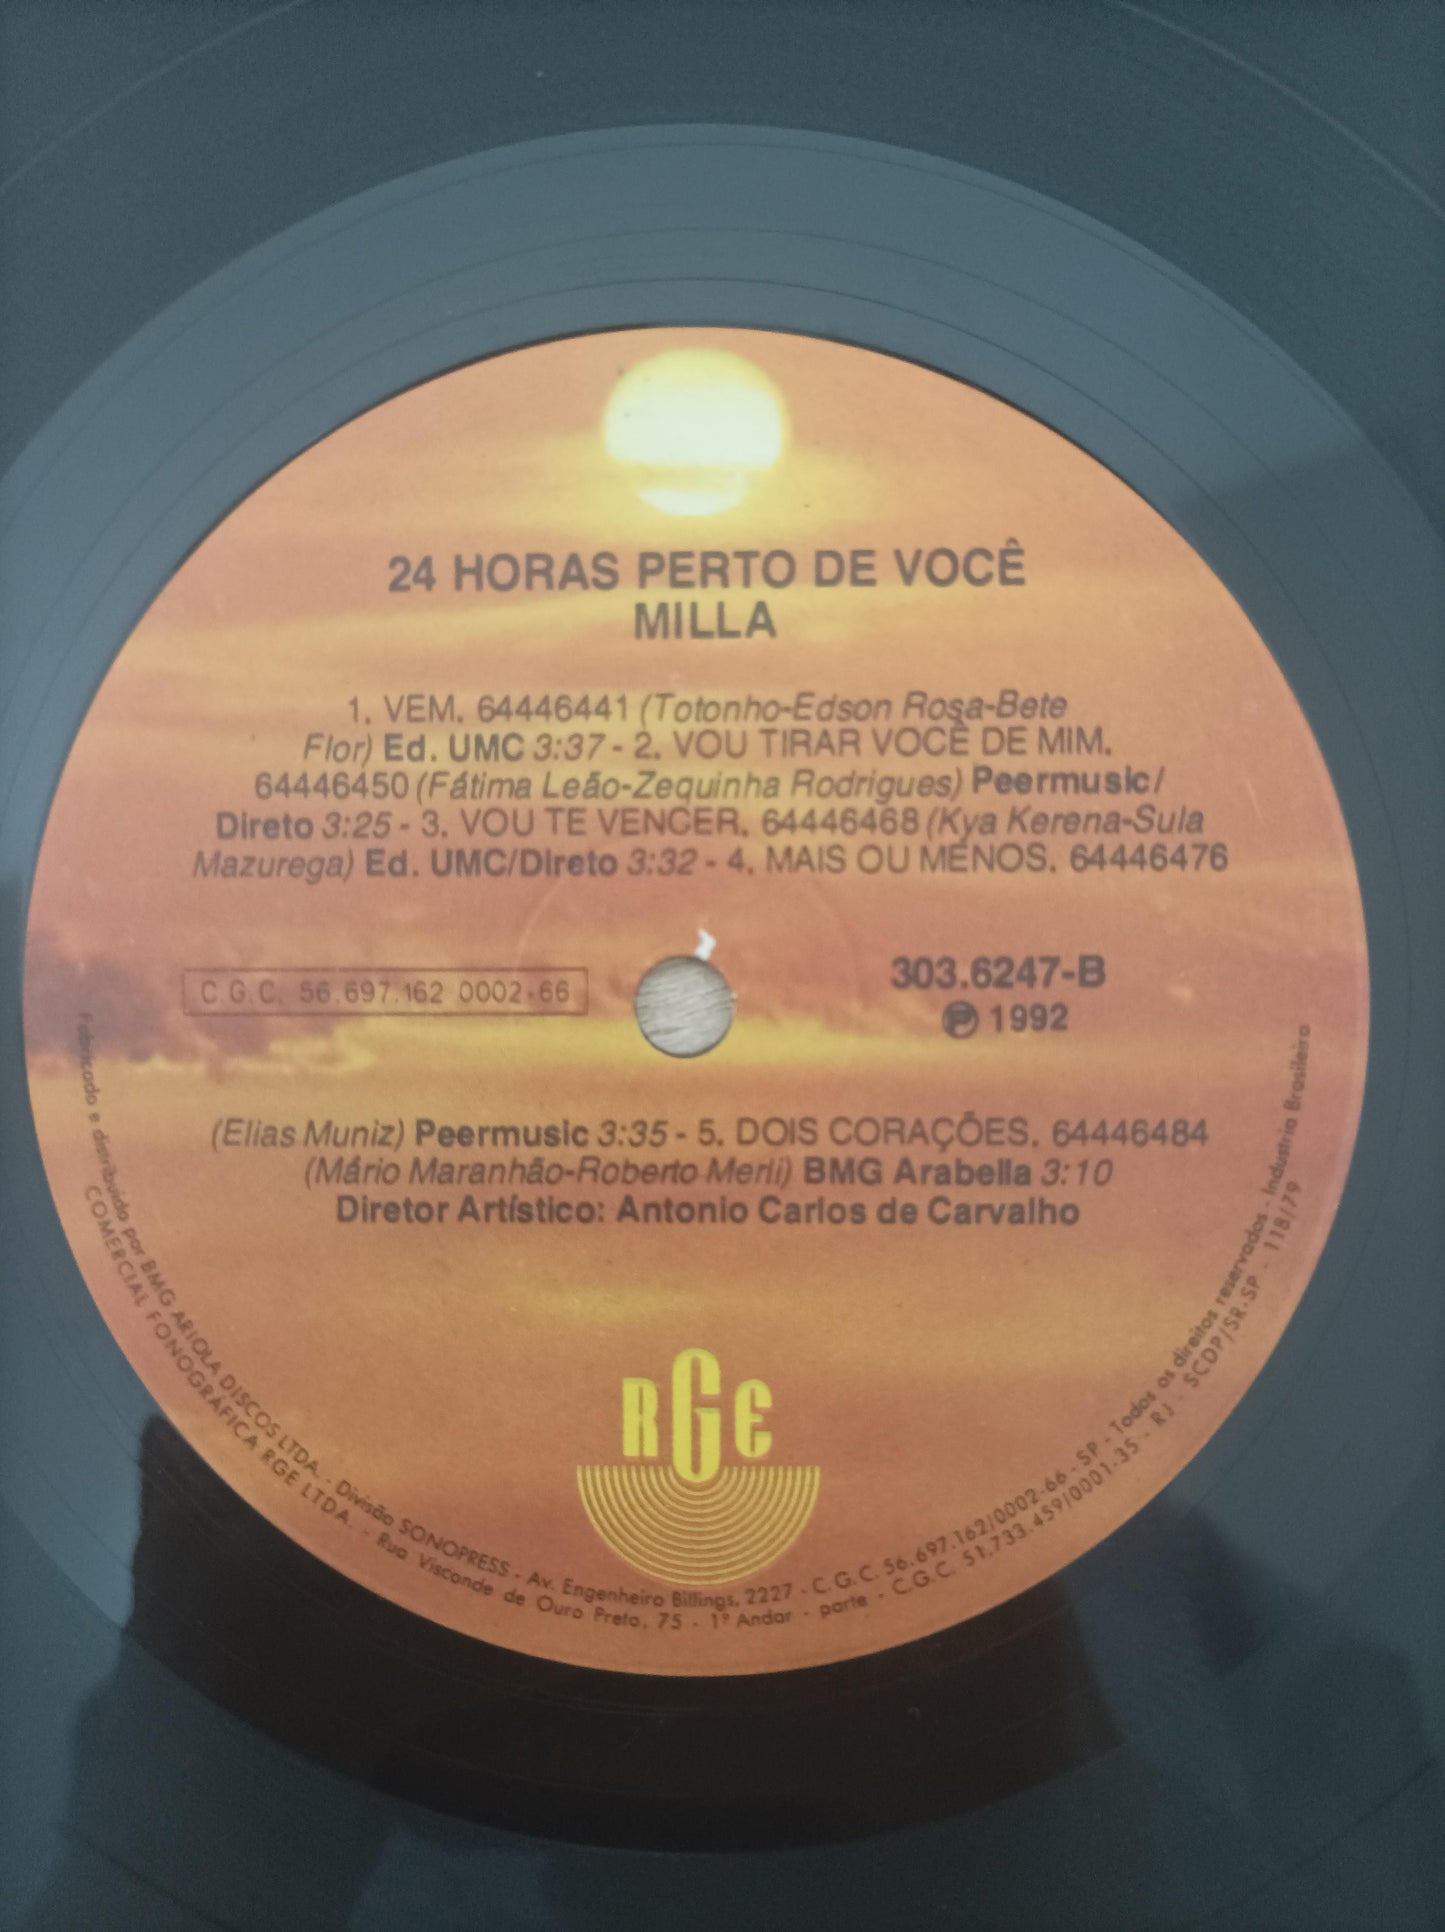 24 HORAS PERTO DE VOCÊ
MILLA
1. VEM. 64446441 (Totonho-Edson Rosa-Bete
Flor) Ed. UMC 3:37 - 2. VOU TIRAR VOCÊ DE MIM.
64446450 (Fátima Leão-Zequinha Rodrigues) Peermusic/
Direto 3:25 - 3. VOU TE VENCER. 64446468 (Kya Kerena-Sula
Mazurega) Ed. UMC/Direto 3:32 - 4. MAIS OU MENOS. 64446476
C.G.C. 56.697.162 0002-66
303.6247-B
℗ 1992
(Elias Muniz) Peermusic 3:35 - 5. DOIS CORAÇÕES. 64446484
(Mário Maranhão-Roberto Merli) BMG Arabella 3:10
Diretor Artístico: Antonio Carlos de Carvalho
RGE
Fabricado e distribuído por BMG ARIOLA DISCOS LTDA. - Divisão SONOPRESS - Av. Engenheiro Billings, 2227 - C.G.C. 56.697.162/0002-66 - SP - Todos os direitos reservados - Industria Brasileira
COMERCIAL FONOGRÁFICA RGE LTDA. - Rua Visconde de Ouro Preto, 75 - 1º Andar - parte - C.G.C. 51.733.459/0001-35 - RJ - SCDP/SR-SP - 118/79